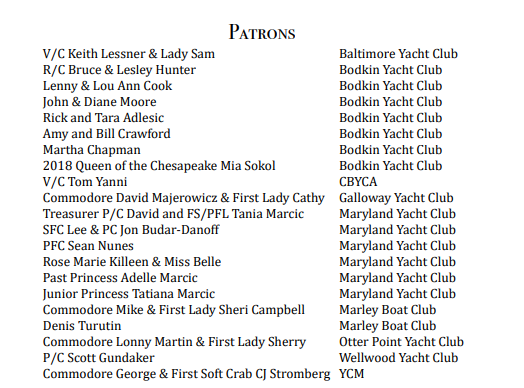 Patrons
V/C Keith Lessner & Lady Sam Baltimore Yacht Club
R/C Bruce & Lesley Hunter Bodkin Yacht Club
Lenny & Lou Ann Cook Bodkin Yacht Club
John & Diane Moore Bodkin Yacht Club
Rick and Tara Adlesic Bodkin Yacht Club
Amy and Bill Crawford Bodkin Yacht Club
Martha Chapman Bodkin Yacht Club
2018 Queen of the Chesapeake Mia Sokol Bodkin Yacht Club
V/C Tom Yanni CBYCA
Commodore David Majerowicz & First Lady Cathy Galloway Yacht Club
Treasurer P/C David and FS/PFL Tania Marcic Maryland Yacht Club
SFC Lee & PC Jon Budar-Danoff Maryland Yacht Club
PFC Sean Nunes Maryland Yacht Club
Rose Marie Killeen & Miss Belle Maryland Yacht Club
Past Princess Adelle Marcic Maryland Yacht Club
Junior Princess Tatiana Marcic Maryland Yacht Club
Commodore Mike & First Lady Sheri Campbell Marley Boat Club
Denis Turutin Marley Boat Club
Commodore Lonny Martin & First Lady Sherry Otter Point Yacht Club
P/C Scott Gundaker Wellwood Yacht Club
Commodore George & First Soft Crab CJ Stromberg YCM